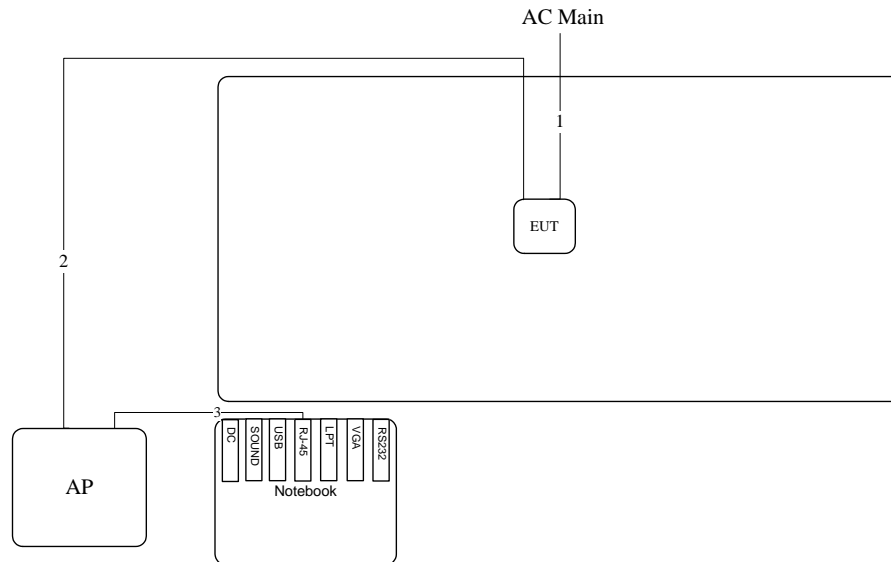 AC Main
1
EUT
2
3
DC
SOUND
USB
RJ-45
LPT
VGA
RS232
Notebook
AP